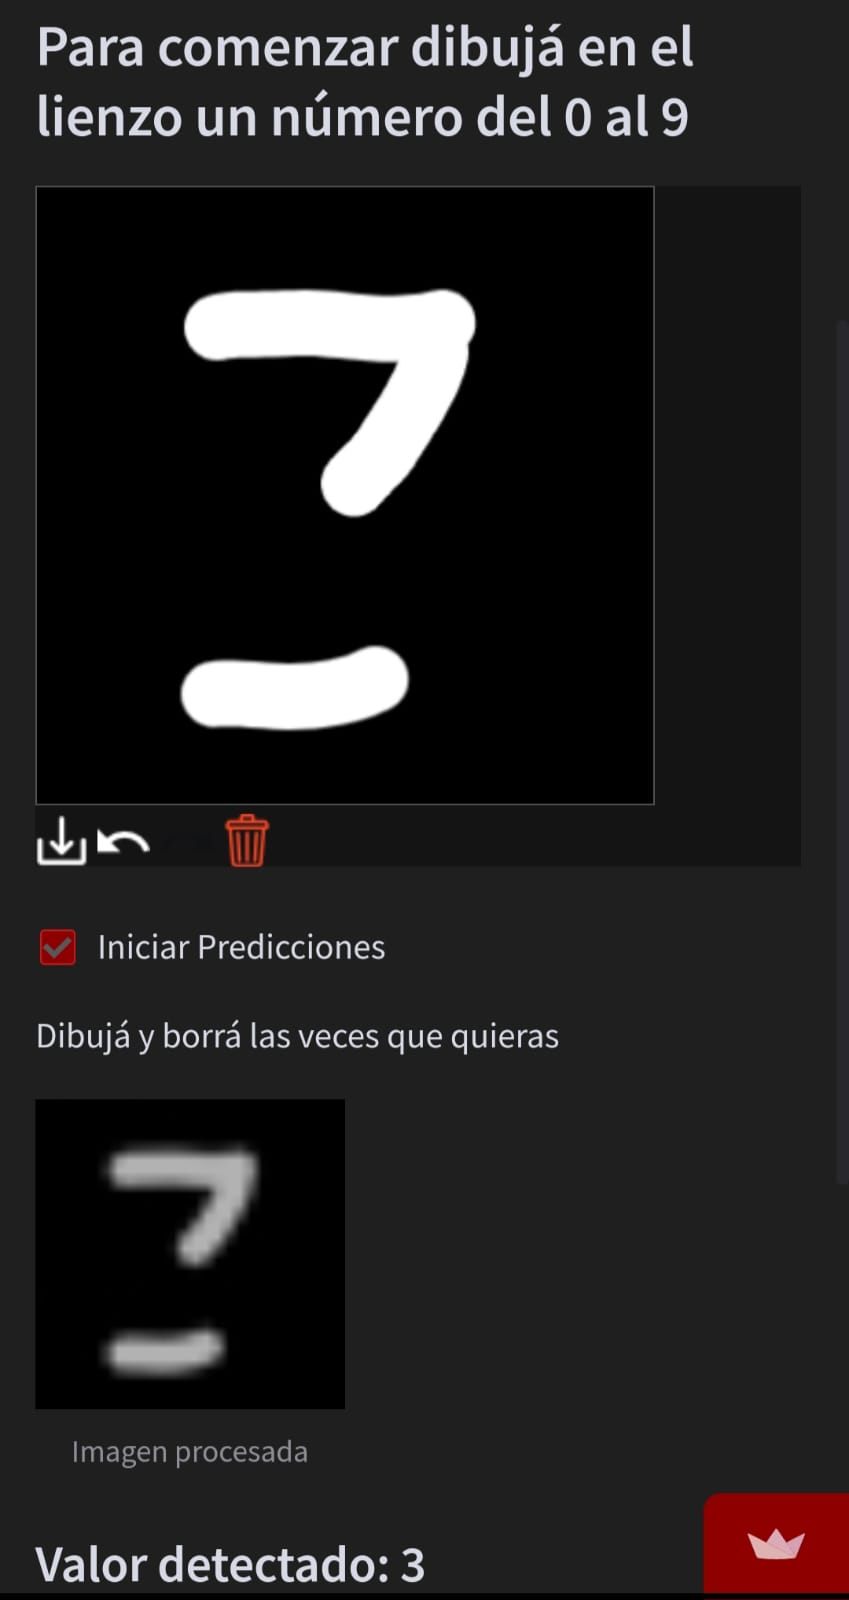 Para comenzar dibujá en el
lienzo un número del 0 al 9
Iniciar Predicciones
Dibujá y borrá las veces que quieras
Imagen procesada
Valor detectado: 3